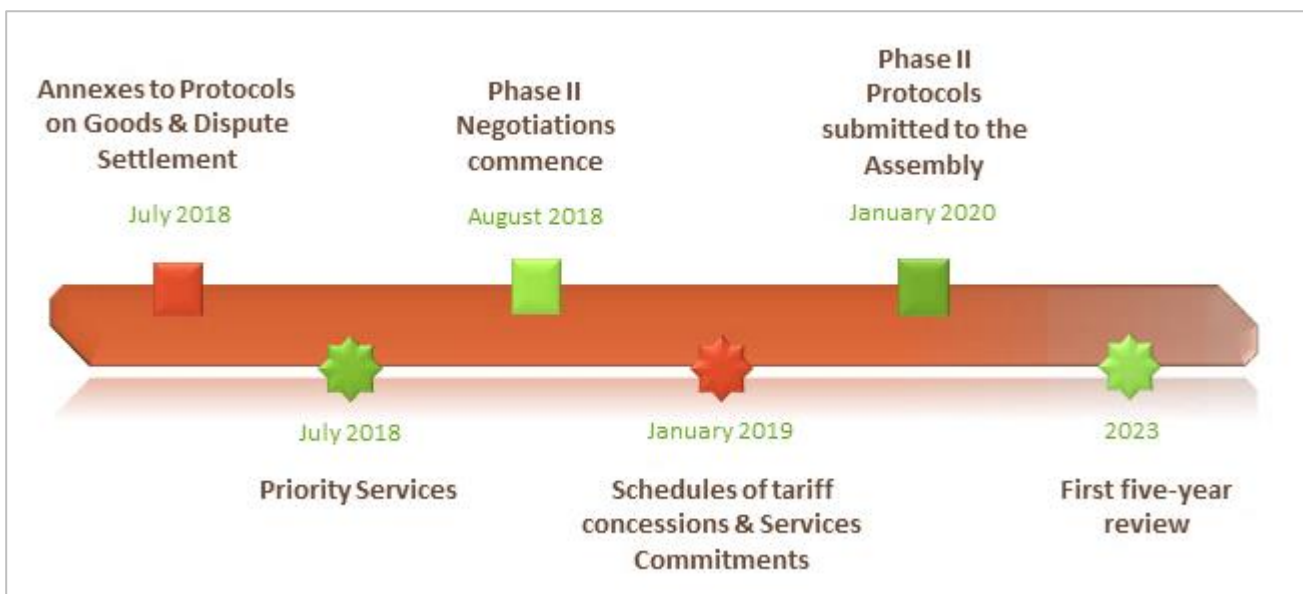 Annexes to Protocols
on Goods & Dispute
Settlement
July 2018
Phase II
Negotiations
commence
August 2018
Phase II
Protocols
submitted to the
Assembly
January 2020
July 2018
Priority Services
January 2019
Schedules of tariff
concessions & Services
Commitments
2023
First five-year
review